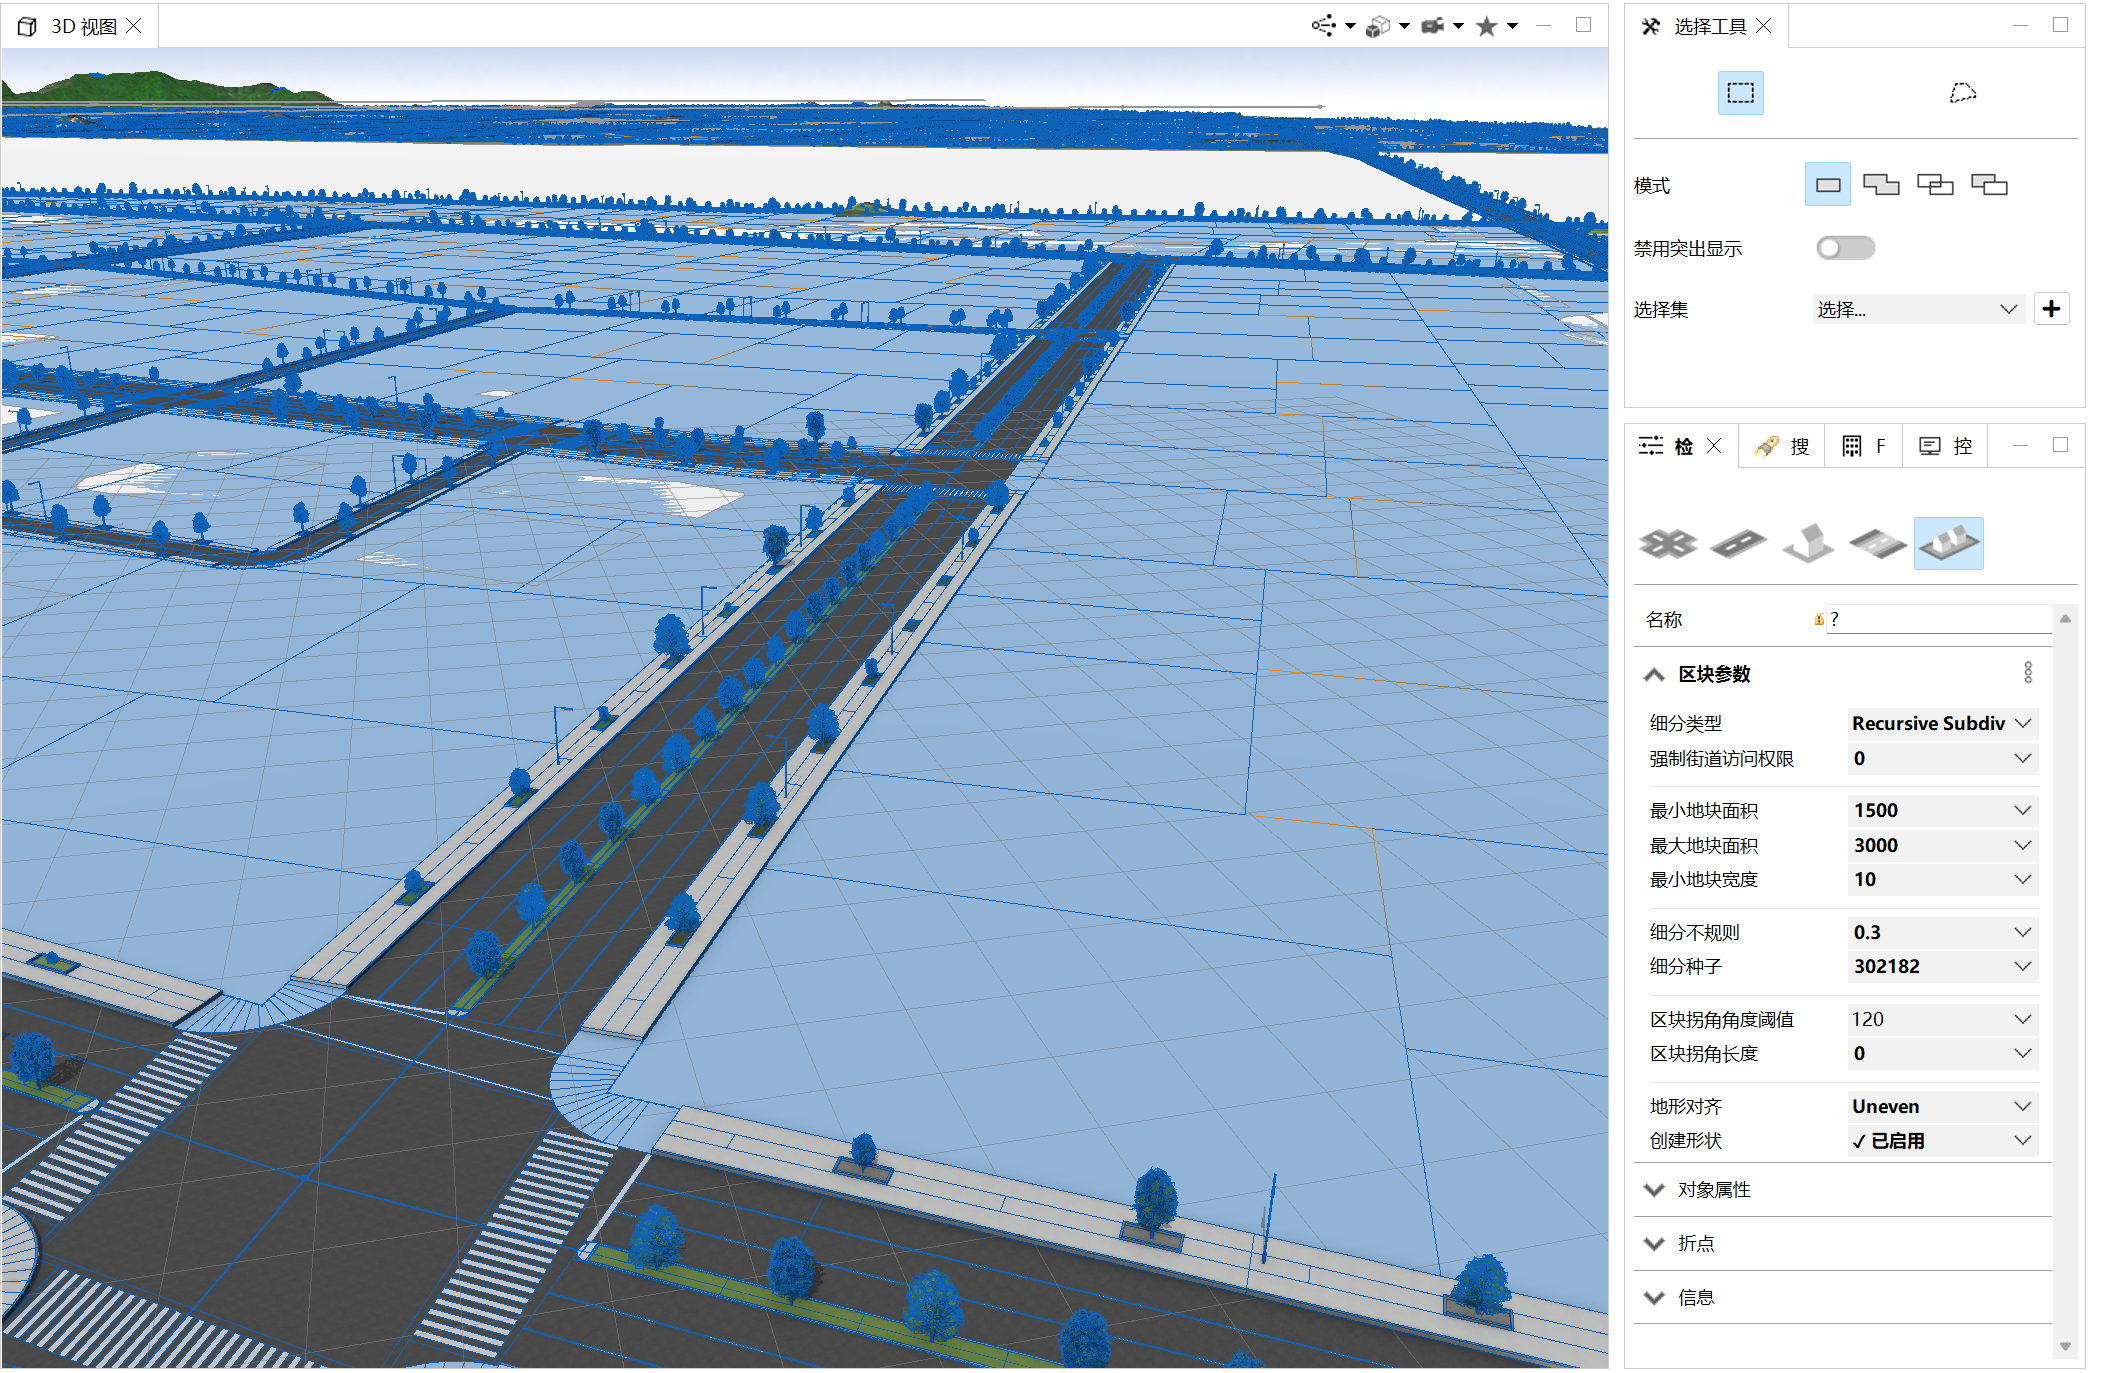 3D 视图
选择工具
模式
禁用突出显示
选择集 选择...
检 搜 F 控
名称 ?
区块参数
细分类型 Recursive Subdiv
强制街道访问权限 0
最小地块面积 1500
最大地块面积 3000
最小地块宽度 10
细分不规则 0.3
细分种子 302182
区块拐角角度阈值 120
区块拐角长度 0
地形对齐 Uneven
创建形状 ✓ 已启用
对象属性
折点
信息